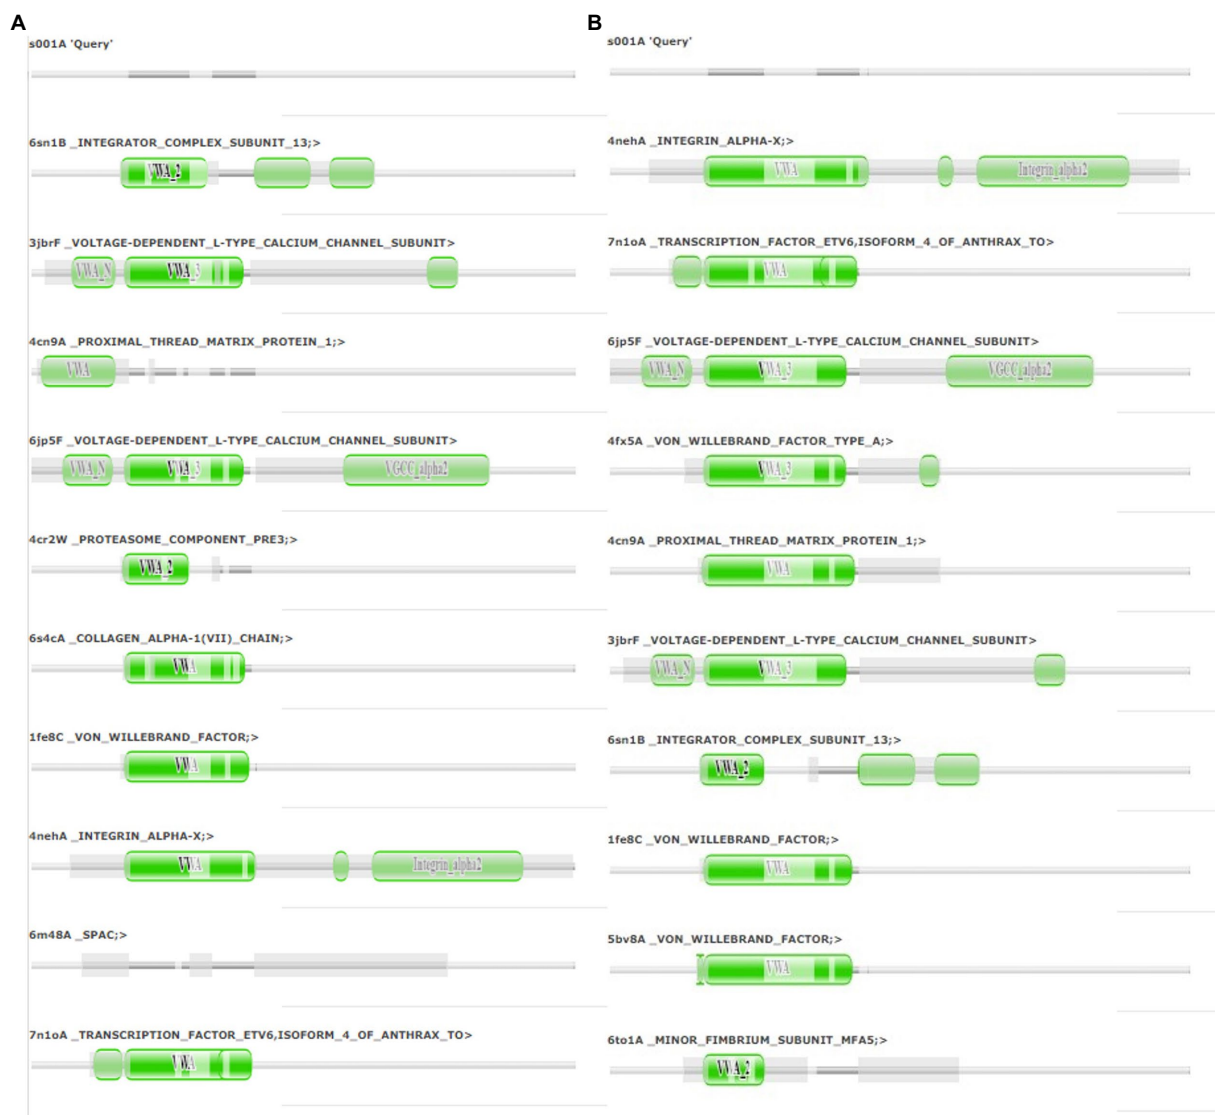 A
s001A 'Query'
6sn1B _INTEGRATOR_COMPLEX_SUBUNIT_13;>
VWA_2
3jbrF _VOLTAGE-DEPENDENT_L-TYPE_CALCIUM_CHANNEL_SUBUNIT>
VWA_N VWA_3
4cn9A _PROXIMAL_THREAD_MATRIX_PROTEIN_1;>
VWA
6jp5F _VOLTAGE-DEPENDENT_L-TYPE_CALCIUM_CHANNEL_SUBUNIT>
VWA_N VWA_3 VGCC_alpha2
4cr2W _PROTEASOME_COMPONENT_PRE3;>
VWA_2
6s4cA _COLLAGEN_ALPHA-1(VII)_CHAIN;>
VWA
1fe8C _VON_WILLEBRAND_FACTOR;>
VWA
4nehA _INTEGRIN_ALPHA-X;>
VWA Integrin_alpha2
6m48A _SPAC;>
7n1oA _TRANSCRIPTION_FACTOR_ETV6,ISOFORM_4_OF_ANTHRAX_TO>
VWA
B
s001A 'Query'
4nehA _INTEGRIN_ALPHA-X;>
VWA Integrin_alpha2
7n1oA _TRANSCRIPTION_FACTOR_ETV6,ISOFORM_4_OF_ANTHRAX_TO>
VWA
6jp5F _VOLTAGE-DEPENDENT_L-TYPE_CALCIUM_CHANNEL_SUBUNIT>
VWA_N VWA_3 VGCC_alpha2
4fx5A _VON_WILLEBRAND_FACTOR_TYPE_A;>
VWA_3
4cn9A _PROXIMAL_THREAD_MATRIX_PROTEIN_1;>
VWA
3jbrF _VOLTAGE-DEPENDENT_L-TYPE_CALCIUM_CHANNEL_SUBUNIT>
VWA_N VWA_3
6sn1B _INTEGRATOR_COMPLEX_SUBUNIT_13;>
VWA_2
1fe8C _VON_WILLEBRAND_FACTOR;>
VWA
5bv8A _VON_WILLEBRAND_FACTOR;>
VWA
6to1A _MINOR_FIMBRIUM_SUBUNIT_MFA5;>
VWA_2